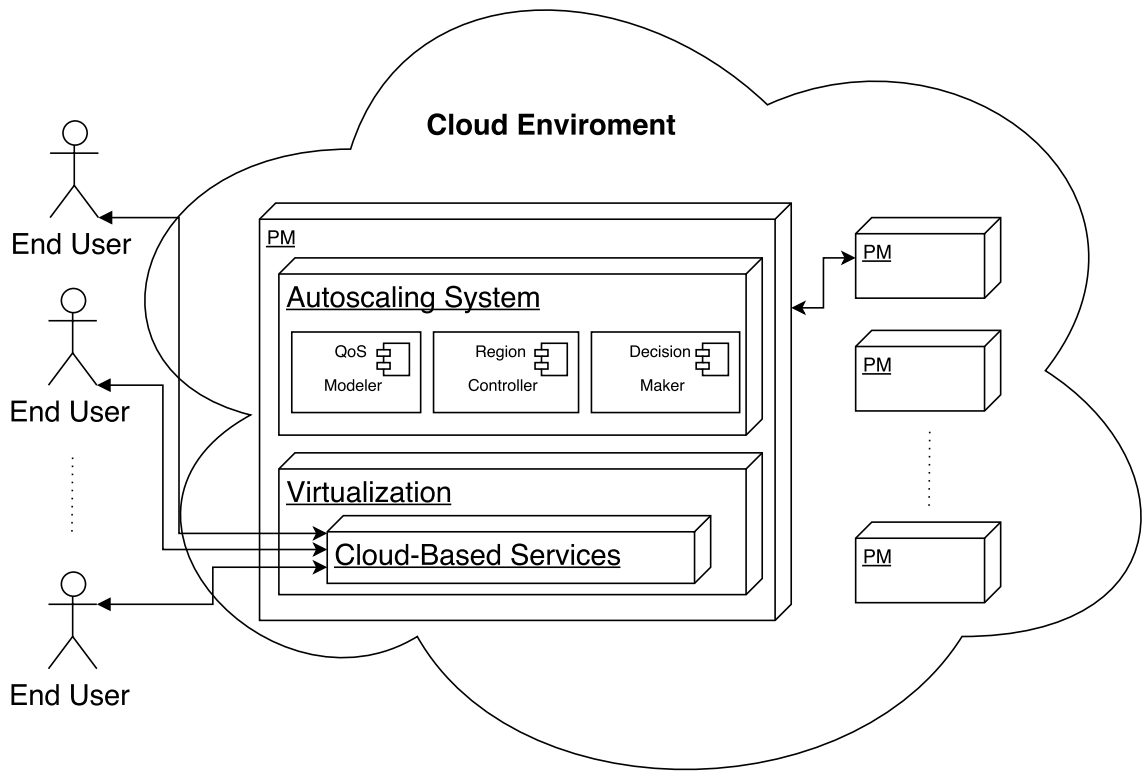 Cloud Enviroment
End User
End User
End User
PM
Autoscaling System
QoS
Modeler
Region
Controller
Decision
Maker
Virtualization
Cloud-Based Services
PM
PM
PM